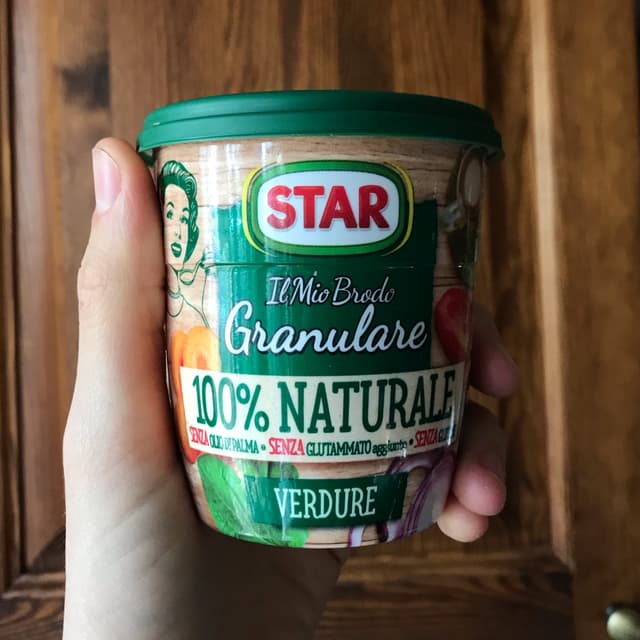 STAR
Il Mio Brodo
Granulare
100% NATURALE
SENZA OLIO DI PALMA • SENZA GLUTAMMATO aggiunto • SENZA
VERDURE